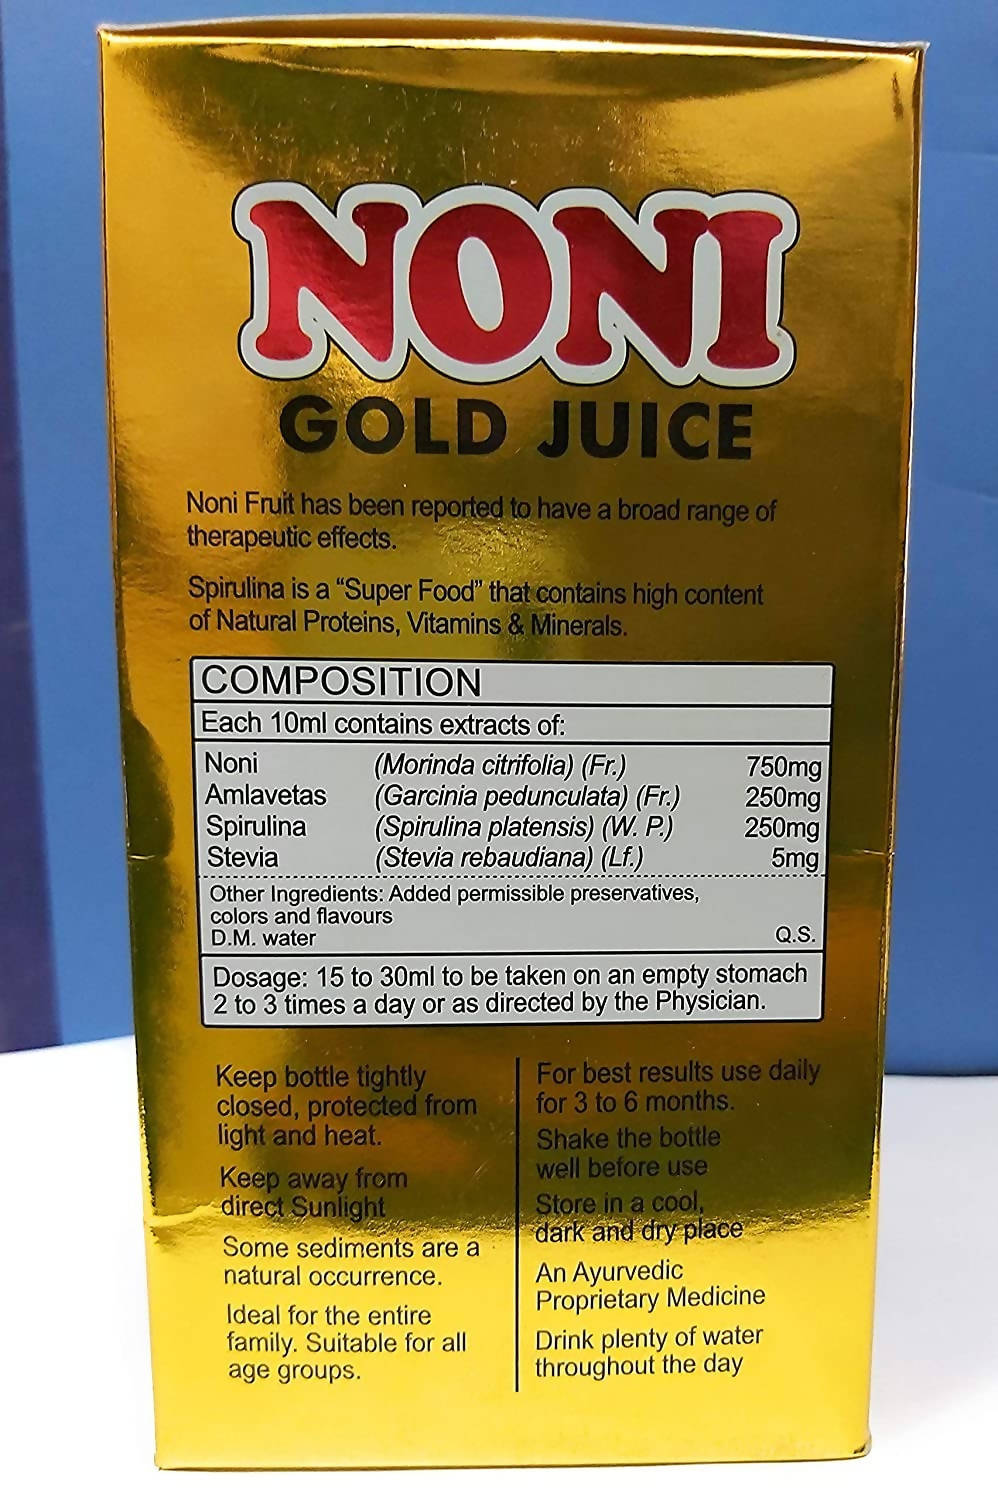 NONI
GOLD JUICE
Noni Fruit has been reported to have a broad range of
therapeutic effects.
Spirulina is a “Super Food” that contains high content
of Natural Proteins, Vitamins & Minerals.
COMPOSITION
Each 10ml contains extracts of:
Noni (Morinda citrifolia) (Fr.) 750mg
Amlavetas (Garcinia pedunculata) (Fr.) 250mg
Spirulina (Spirulina platensis) (W. P.) 250mg
Stevia (Stevia rebaudiana) (Lf.) 5mg
Other Ingredients: Added permissible preservatives,
colors and flavours
D.M. water Q.S.
Dosage: 15 to 30ml to be taken on an empty stomach
2 to 3 times a day or as directed by the Physician.
Keep bottle tightly
closed, protected from
light and heat.
Keep away from
direct Sunlight
Some sediments are a
natural occurrence.
Ideal for the entire
family. Suitable for all
age groups.
For best results use daily
for 3 to 6 months.
Shake the bottle
well before use
Store in a cool,
dark and dry place
An Ayurvedic
Proprietary Medicine
Drink plenty of water
throughout the day